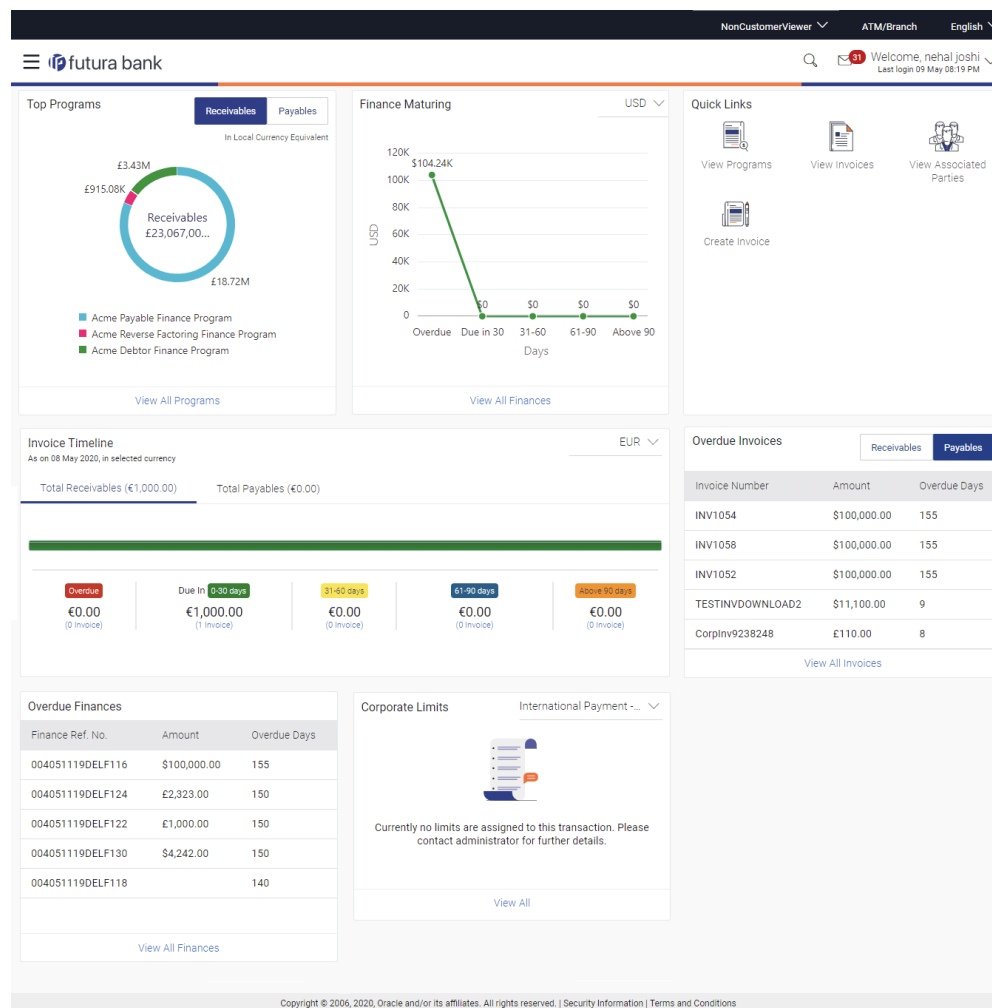 NonCustomerViewer ATM/Branch English
futura bank
31
Welcome, nehal joshi
Last login 09 May 08:19 PM
Top Programs
Receivables Payables
In Local Currency Equivalent
£3.43M
£915.08K
Receivables
£23,067,00...
£18.72M
Acme Payable Finance Program
Acme Reverse Factoring Finance Program
Acme Debtor Finance Program
View All Programs
Finance Maturing
USD
120K
$104.24K
100K
80K
USD
60K
40K
20K
0
$0 $0 $0 $0
Overdue Due in 30 31-60 61-90 Above 90
Days
View All Finances
Quick Links
View Programs View Invoices View Associated
Parties
Create Invoice
Invoice Timeline
EUR
As on 08 May 2020, in selected currency
Total Receivables (€1,000.00) Total Payables (€0.00)
Overdue Due In 0-30 days 31-60 days 61-90 days Above 90 days
€0.00 €1,000.00 €0.00 €0.00 €0.00
(0 Invoice) (1 Invoice) (0 Invoice) (0 Invoice) (0 Invoice)
Overdue Invoices
Receivables Payables
Invoice Number Amount Overdue Days
INV1054 $100,000.00 155
INV1058 $100,000.00 155
INV1052 $100,000.00 155
TESTINVDOWNLOAD2 $11,100.00 9
CorpInv9238248 £110.00 8
View All Invoices
Overdue Finances
Finance Ref. No. Amount Overdue Days
004051119DELF116 $100,000.00 155
004051119DELF124 £2,323.00 150
004051119DELF122 £1,000.00 150
004051119DELF130 $4,242.00 150
004051119DELF118 140
View All Finances
Corporate Limits
International Payment -...
Currently no limits are assigned to this transaction. Please
contact administrator for further details.
View All
Copyright © 2006, 2020, Oracle and/or its affiliates. All rights reserved. | Security Information | Terms and Conditions